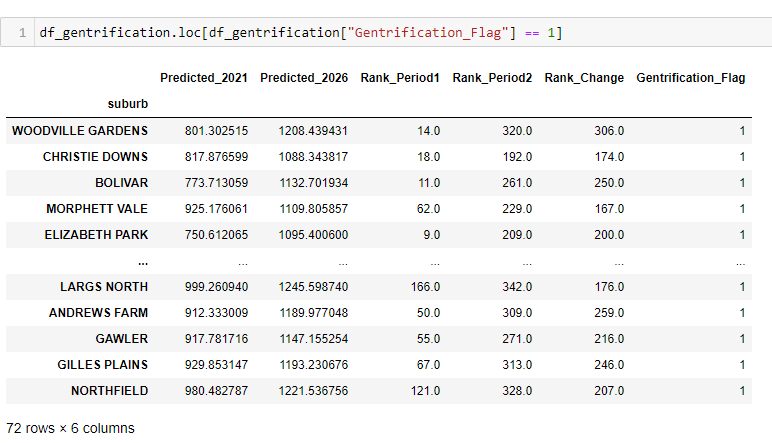 1 df_gentrification.loc[df_gentrification["Gentrification_Flag"] == 1]
Predicted_2021 Predicted_2026 Rank_Period1 Rank_Period2 Rank_Change Gentrification_Flag
suburb
WOODVILLE GARDENS 801.302515 1208.439431 14.0 320.0 306.0 1
CHRISTIE DOWNS 817.876599 1088.343817 18.0 192.0 174.0 1
BOLIVAR 773.713059 1132.701934 11.0 261.0 250.0 1
MORPHETT VALE 925.176061 1109.805857 62.0 229.0 167.0 1
ELIZABETH PARK 750.612065 1095.400600 9.0 209.0 200.0 1
... ... ... ... ... ... ...
LARGS NORTH 999.260940 1245.598740 166.0 342.0 176.0 1
ANDREWS FARM 912.333009 1189.977048 50.0 309.0 259.0 1
GAWLER 917.781716 1147.155254 55.0 271.0 216.0 1
GILLES PLAINS 929.853147 1193.230676 67.0 313.0 246.0 1
NORTHFIELD 980.482787 1221.536756 121.0 328.0 207.0 1
72 rows × 6 columns